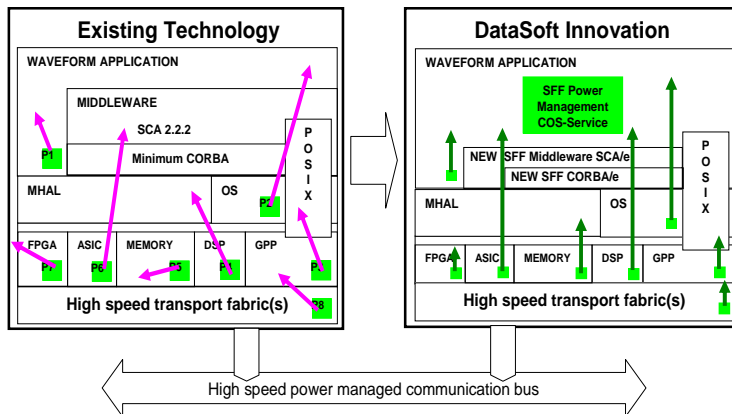 Existing Technology
WAVEFORM APPLICATION
MIDDLEWARE
SCA 2.2.2
Minimum CORBA
P
O
S
I
X
P1
MHAL
OS
P2
FPGA
ASIC
MEMORY
DSP
GPP
P7
P6
P5
P4
P3
High speed transport fabric(s)
P8
DataSoft Innovation
WAVEFORM APPLICATION
SFF Power
Management
COS-Service
NEW SFF Middleware SCA/e
NEW SFF CORBA/e
P
O
S
I
X
MHAL
OS
FPGA
ASIC
MEMORY
DSP
GPP
High speed transport fabric(s)
High speed power managed communication bus